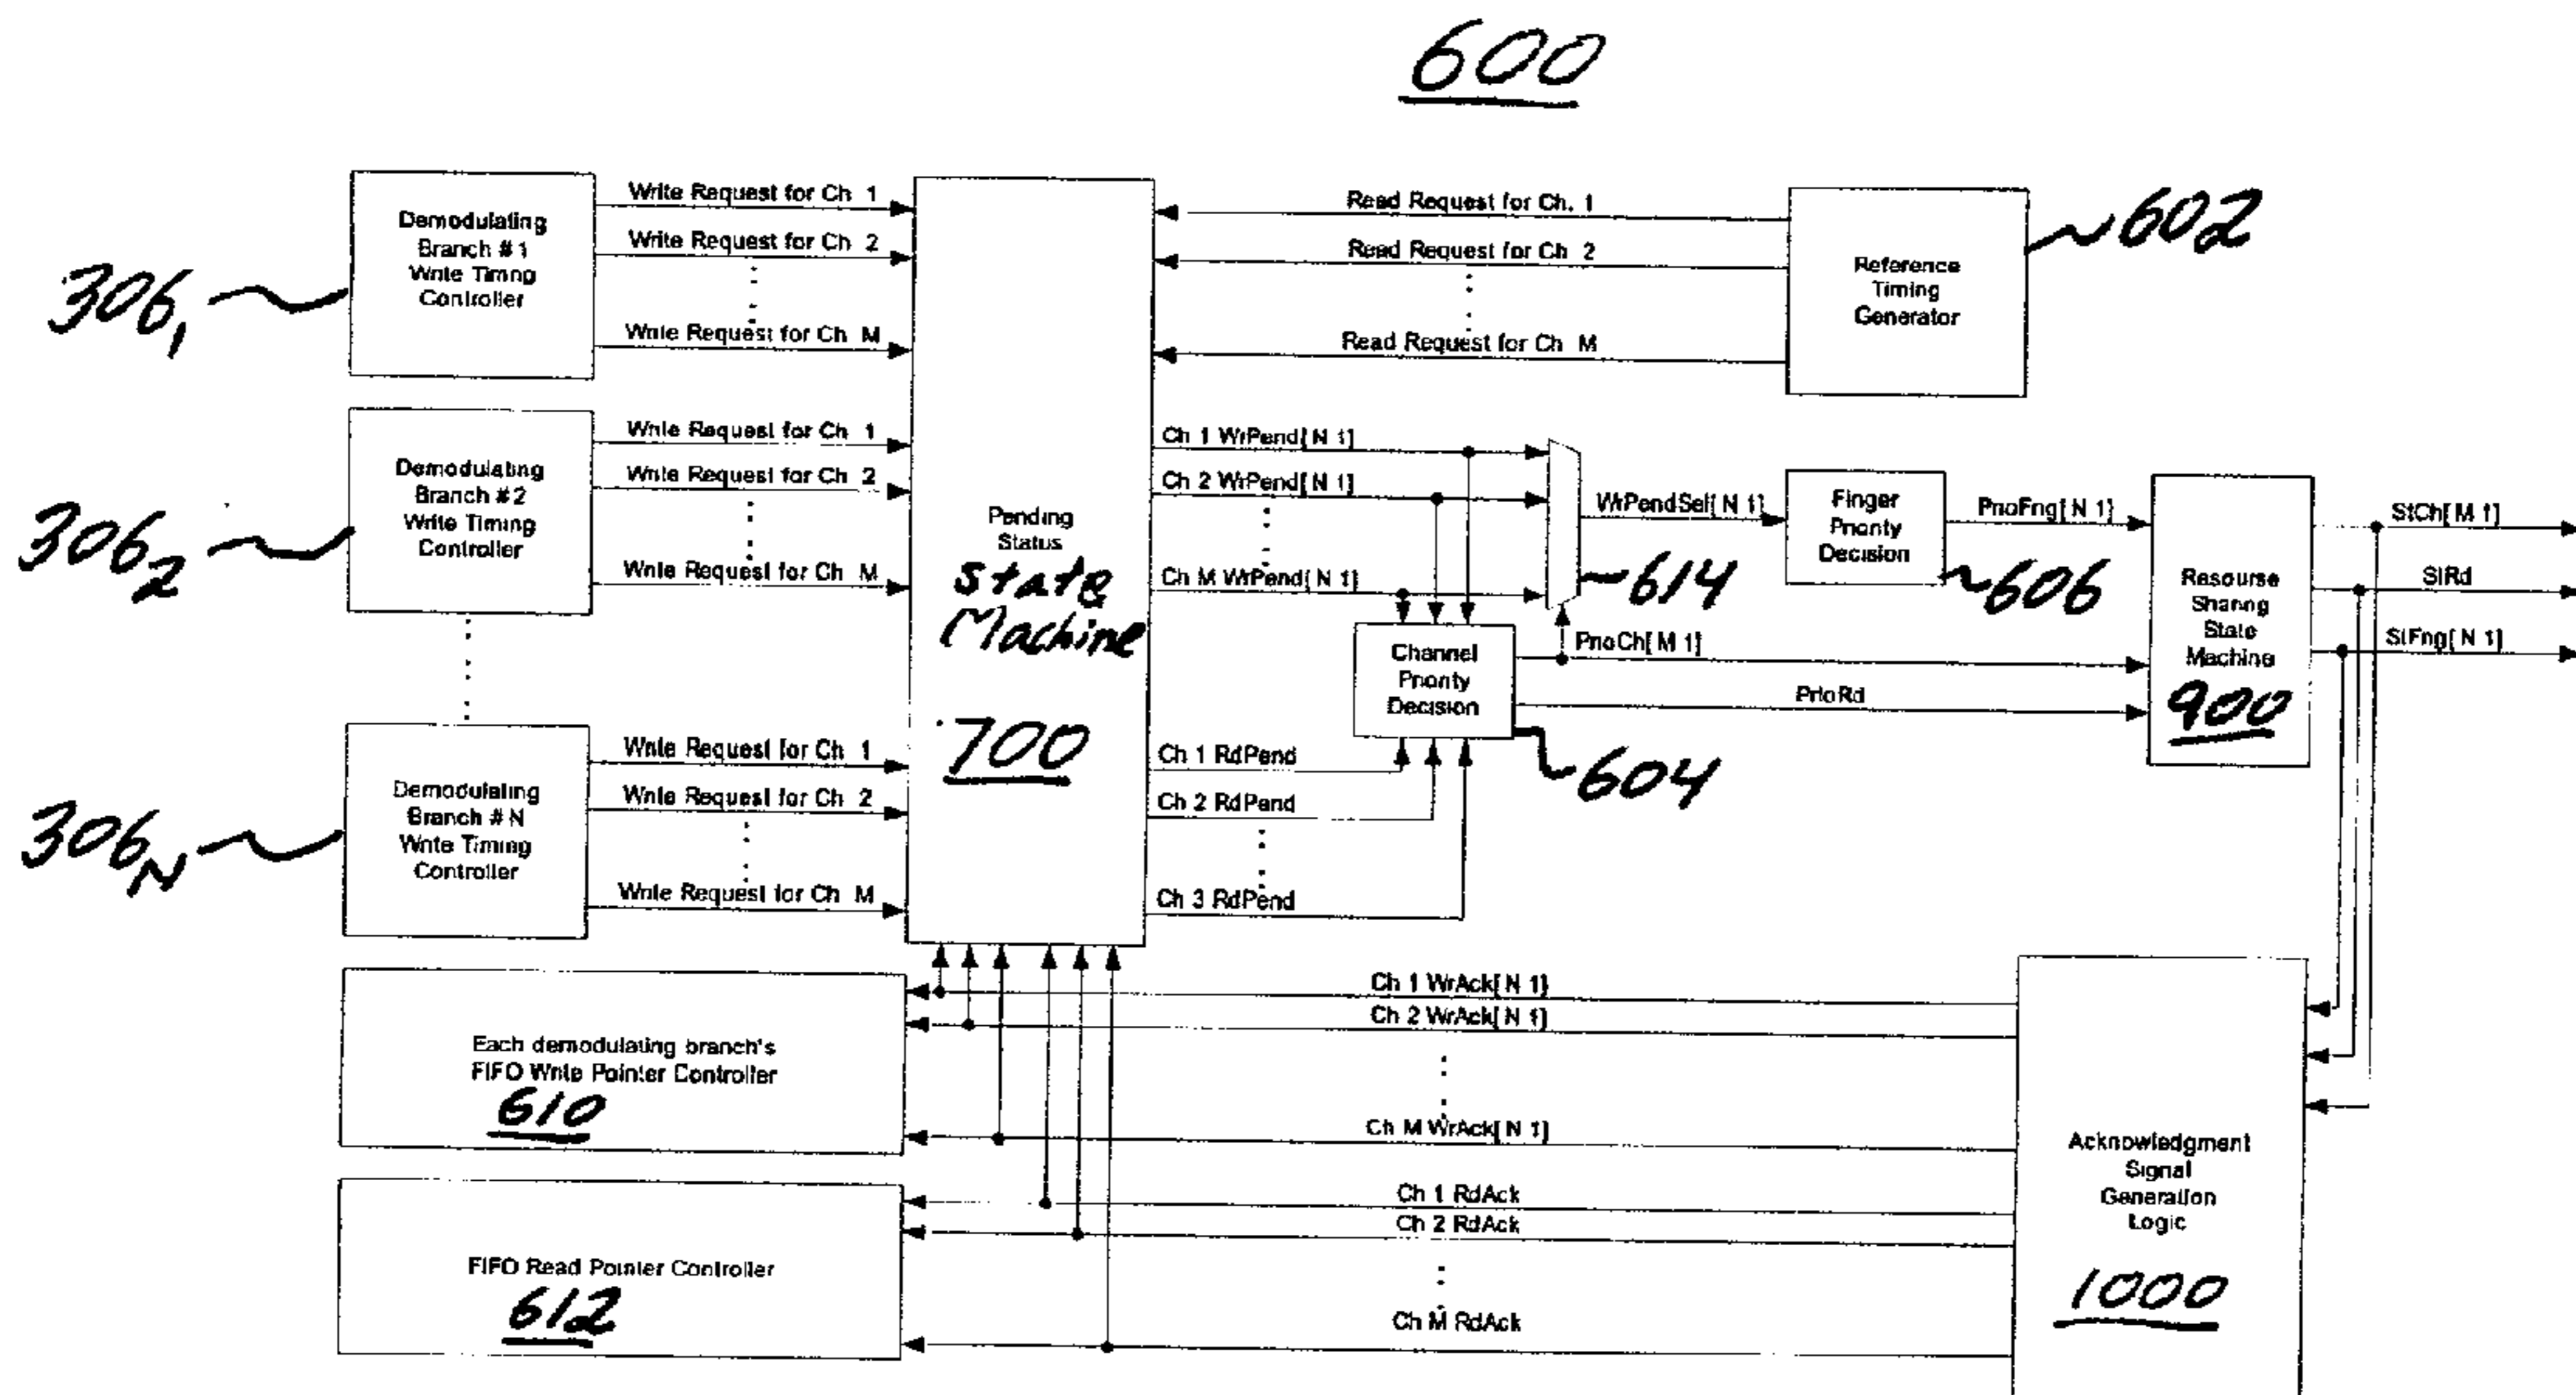 600
Demodulating
Branch # 1
Write Timing
Controller
306₁
Write Request for Ch 1
Write Request for Ch 2
Write Request for Ch M
Read Request for Ch. 1
Read Request for Ch 2
Read Request for Ch M
Reference
Timing
Generator
602
Demodulating
Branch # 2
Write Timing
Controller
306₂
Write Request for Ch 1
Write Request for Ch 2
Write Request for Ch M
Pending
Status
State
Machine
700
Ch 1 WrPend[ N 1]
Ch 2 WrPend[ N 1]
Ch M WrPend[ N 1]
614
WrPendSel[ N 1]
Finger
Priority
Decision
606
PrioFng[ N 1]
Channel
Priority
Decision
604
PrioCh[ M 1]
PrioRd
Resourse
Sharing
State
Machine
900
StCh[ M 1]
StRd
StFng[ N 1]
Demodulating
Branch # N
Write Timing
Controller
306N
Write Request for Ch 1
Write Request for Ch 2
Write Request for Ch M
Ch 1 RdPend
Ch 2 RdPend
Ch 3 RdPend
Each demodulating branch's
FIFO Write Pointer Controller
610
Ch 1 WrAck[ N 1]
Ch 2 WrAck[ N 1]
Ch M WrAck[ N 1]
FIFO Read Pointer Controller
612
Ch 1 RdAck
Ch 2 RdAck
Ch M RdAck
Acknowledgment
Signal
Generation
Logic
1000